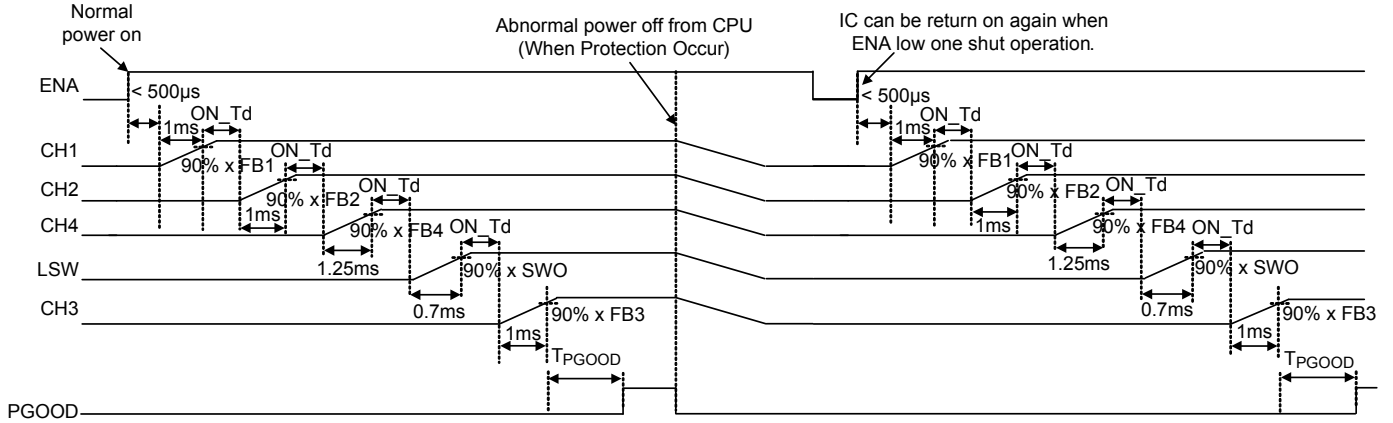 Normal
power on
Abnormal power off from CPU
(When Protection Occur)
IC can be return on again when
ENA low one shut operation.
ENA
< 500µs
< 500µs
ON_Td
ON_Td
1ms
1ms
CH1
ON_Td
ON_Td
90% x FB1
90% x FB1
CH2
ON_Td
ON_Td
90% x FB2
90% x FB2
1ms
1ms
CH4
90% x FB4
ON_Td
90% x FB4
ON_Td
1.25ms
1.25ms
LSW
90% x SWO
90% x SWO
CH3
0.7ms
0.7ms
90% x FB3
90% x FB3
1ms
1ms
TPGOOD
TPGOOD
PGOOD